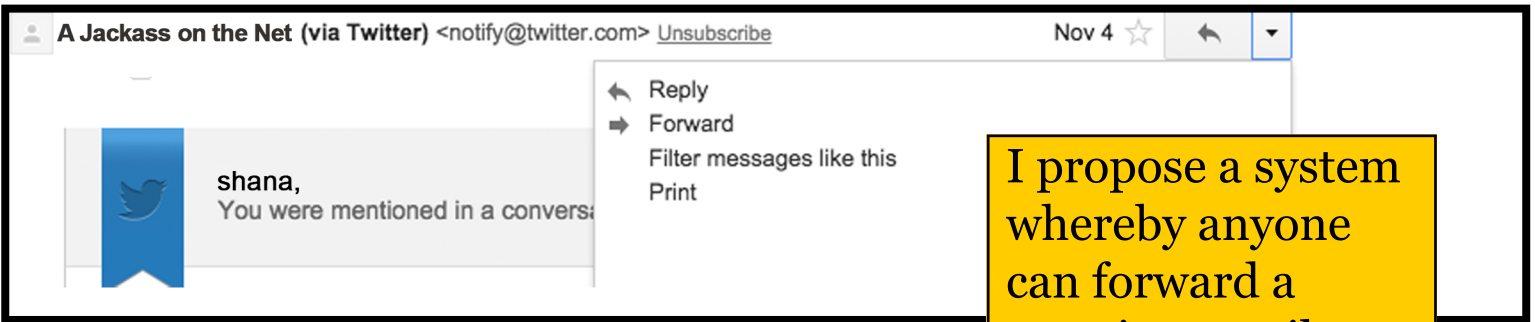 A Jackass on the Net (via Twitter) <notify@twitter.com> Unsubscribe Nov 4
Reply
Forward
Filter messages like this
Print
shana,
You were mentioned in a
I propose a system
whereby anyone
can forward a